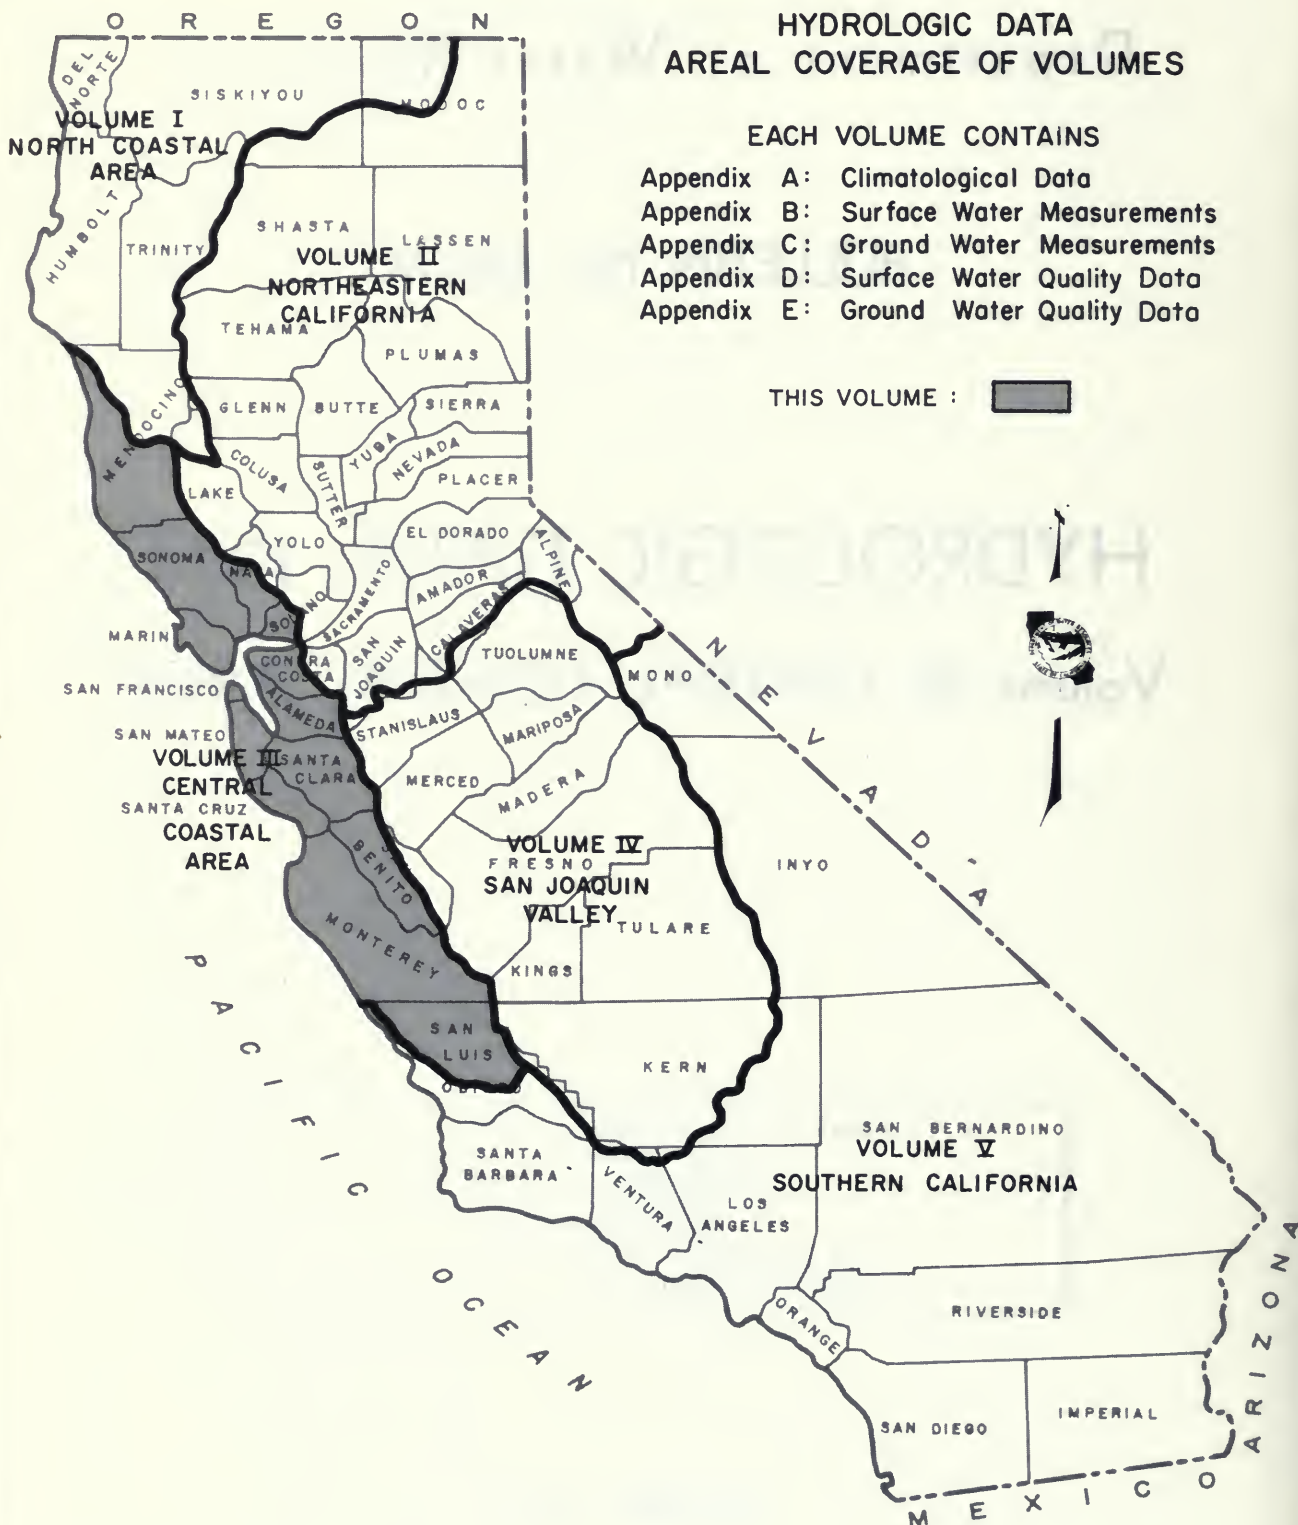 HYDROLOGIC DATA
AREAL COVERAGE OF VOLUMES
EACH VOLUME CONTAINS
Appendix A: Climatological Data
Appendix B: Surface Water Measurements
Appendix C: Ground Water Measurements
Appendix D: Surface Water Quality Data
Appendix E: Ground Water Quality Data
THIS VOLUME :
OREGON
DEL
NORTE
SISKIYOU
MODOC
VOLUME I
NORTH COASTAL
AREA
HUMBOLT
TRINITY
SHASTA
LASSEN
VOLUME II
NORTHEASTERN
CALIFORNIA
TEHAMA
PLUMAS
MENDOCINO
GLENN
BUTTE
SIERRA
YUBA
NEVADA
COLUSA
SUTTER
PLACER
LAKE
YOLO
EL DORADO
ALPINE
SONOMA
NAPA
SOLANO
SACRAMENTO
AMADOR
CALAVERAS
MARIN
CONTRA
COSTA
SAN
JOAQUIN
TUOLUMNE
MONO
SAN FRANCISCO
ALAMEDA
STANISLAUS
MARIPOSA
SAN MATEO
VOLUME III
CENTRAL
SANTA CRUZ
COASTAL
AREA
SANTA
CLARA
MERCED
MADERA
SAN
BENITO
VOLUME IV
FRESNO
SAN JOAQUIN
VALLEY
INYO
TULARE
MONTEREY
KINGS
SAN
LUIS
OBISPO
KERN
SAN BERNARDINO
VOLUME V
SOUTHERN CALIFORNIA
SANTA
BARBARA
VENTURA
LOS
ANGELES
ORANGE
RIVERSIDE
SAN DIEGO
IMPERIAL
NEVADA
PACIFIC
OCEAN
ARIZONA
MEXICO